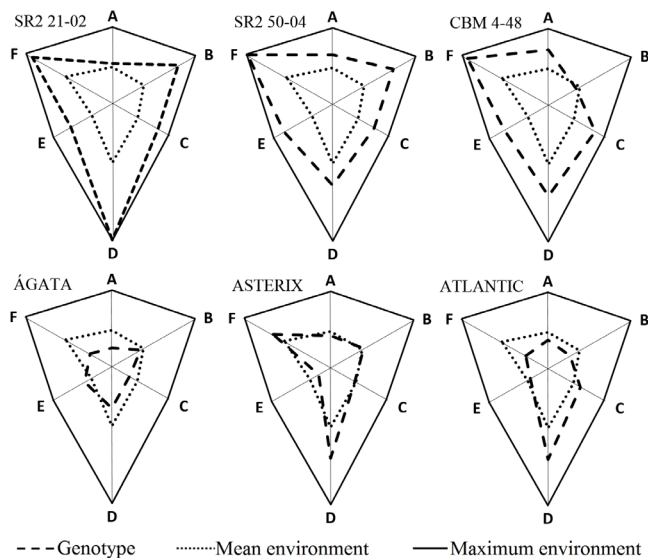 SR2 21-02
A
B
C
D
E
F
SR2 50-04
A
B
C
D
E
F
CBM 4-48
A
B
C
D
E
F
ÁGATA
A
B
C
D
E
F
ASTERIX
A
B
C
D
E
F
ATLANTIC
A
B
C
D
E
F
Genotype Mean environment Maximum environment